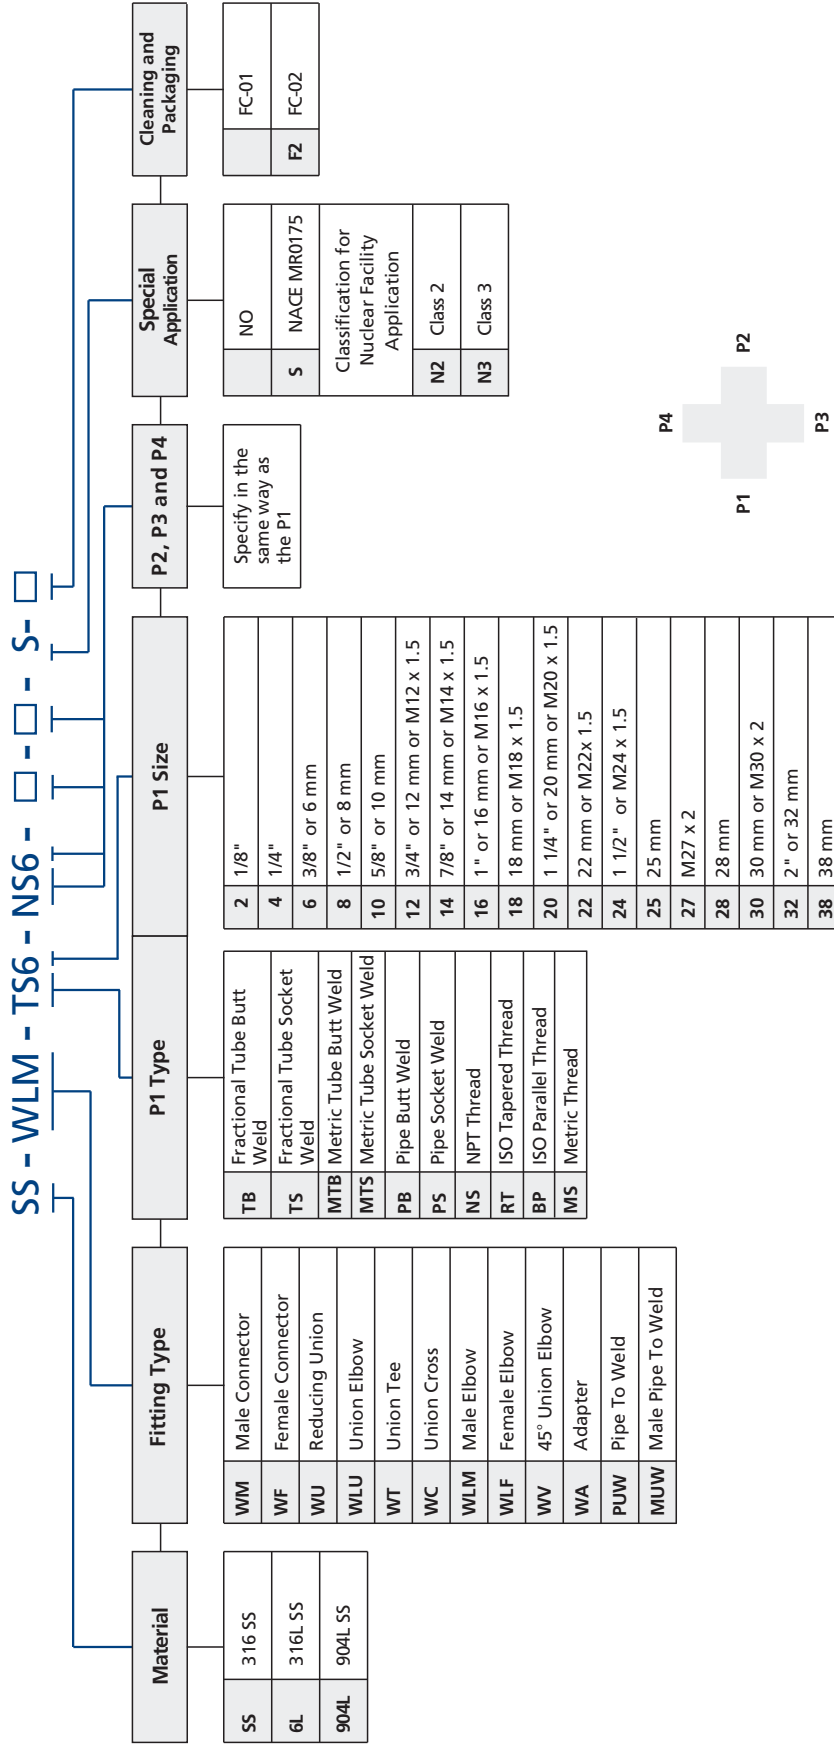 SS - WLM - TS6 - NS6 - □ - □ - S- □
Material
SS 316 SS
6L 316L SS
904L 904L SS
Fitting Type
WM Male Connector
WF Female Connector
WU Reducing Union
WLU Union Elbow
WT Union Tee
WC Union Cross
WLM Male Elbow
WLF Female Elbow
WV 45° Union Elbow
WA Adapter
PUW Pipe To Weld
MUW Male Pipe To Weld
P1 Type
TB Fractional Tube Butt
Weld
TS Fractional Tube Socket
Weld
MTB Metric Tube Butt Weld
MTS Metric Tube Socket Weld
PB Pipe Butt Weld
PS Pipe Socket Weld
NS NPT Thread
RT ISO Tapered Thread
BP ISO Parallel Thread
MS Metric Thread
P1 Size
2 1/8"
4 1/4"
6 3/8" or 6 mm
8 1/2" or 8 mm
10 5/8" or 10 mm
12 3/4" or 12 mm or M12 x 1.5
14 7/8" or 14 mm or M14 x 1.5
16 1" or 16 mm or M16 x 1.5
18 18 mm or M18 x 1.5
20 1 1/4" or 20 mm or M20 x 1.5
22 22 mm or M22x 1.5
24 1 1/2" or M24 x 1.5
25 25 mm
27 M27 x 2
28 28 mm
30 30 mm or M30 x 2
32 2" or 32 mm
38 38 mm
P2, P3 and P4
Specify in the
same way as
the P1
Special
Application
NO
S NACE MR0175
Classification for
Nuclear Facility
Application
N2 Class 2
N3 Class 3
Cleaning and
Packaging
FC-01
F2 FC-02
P4
P1
P2
P3